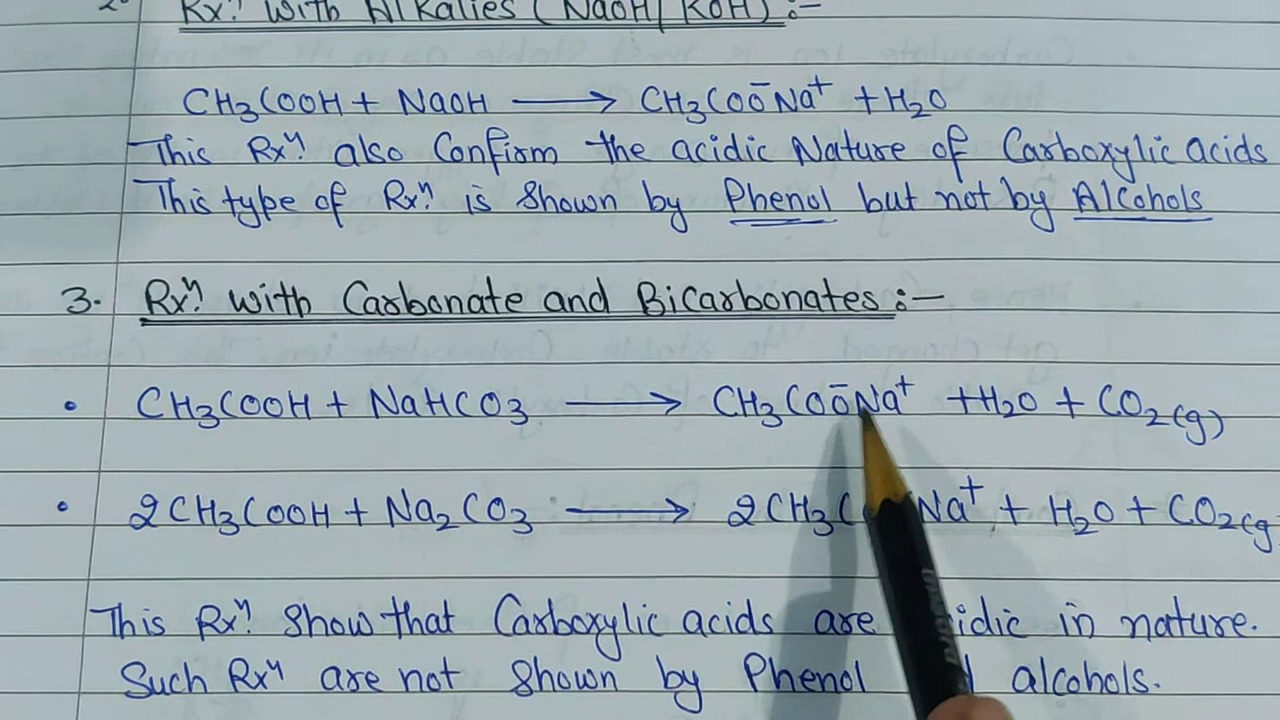 2. Rxⁿ. With Alkalies (NaOH/KOH) :-
CH₃COOH + NaOH ⟶ CH₃COO⁻Na⁺ + H₂O
This Rxⁿ. also Confirm the acidic Nature of Carboxylic acids
This type of Rxⁿ. is Shown by Phenol but not by Alcohols
3. Rxⁿ. With Carbonate and Bicarbonates :-
• CH₃COOH + NaHCO₃ ⟶ CH₃COO⁻Na⁺ + H₂O + CO₂(g)
• 2CH₃COOH + Na₂CO₃ ⟶ 2CH₃C Na⁺ + H₂O + CO₂(g
This Rxⁿ. Show that Carboxylic acids are idic in nature.
Such Rxⁿ are not shown by Phenol alcohols.